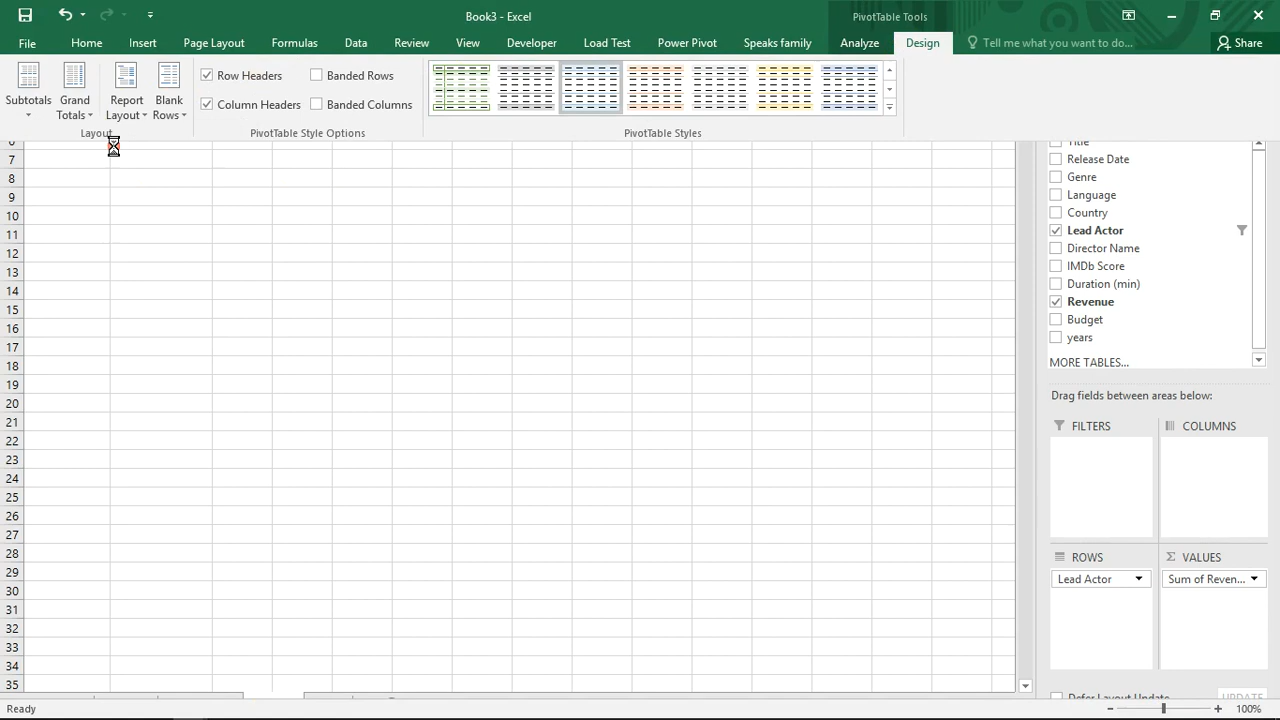 Book3 - Excel
PivotTable Tools
File
Home
Insert
Page Layout
Formulas
Data
Review
View
Developer
Load Test
Power Pivot
Speaks family
Analyze
Design
Tell me what you want to do...
Share
Subtotals
Grand Totals
Report Layout
Blank Rows
Row Headers
Banded Rows
Column Headers
Banded Columns
Layout
PivotTable Style Options
PivotTable Styles
6
7
8
9
10
11
12
13
14
15
16
17
18
19
20
21
22
23
24
25
26
27
28
29
30
31
32
33
34
35
Title
Release Date
Genre
Language
Country
Lead Actor
Director Name
IMDb Score
Duration (min)
Revenue
Budget
years
MORE TABLES...
Drag fields between areas below:
FILTERS
COLUMNS
ROWS
VALUES
Lead Actor
Sum of Reven...
Defer Layout Update
UPDATE
Ready
100%